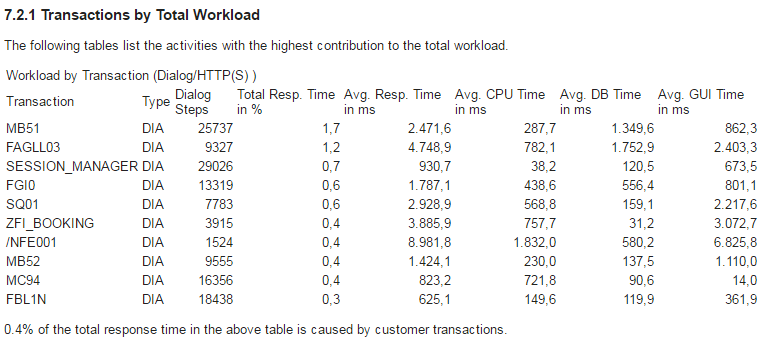 7.2.1 Transactions by Total Workload
The following tables list the activities with the highest contribution to the total workload.
Workload by Transaction (Dialog/HTTP(S) )
Transaction Type Dialog Steps Total Resp. Time in % Avg. Resp. Time in ms Avg. CPU Time in ms Avg. DB Time in ms Avg. GUI Time in ms
MB51 DIA 25737 1,7 2.471,6 287,7 1.349,6 862,3
FAGLL03 DIA 9327 1,2 4.748,9 782,1 1.752,9 2.403,3
SESSION_MANAGER DIA 29026 0,7 930,7 38,2 120,5 673,5
FGI0 DIA 13319 0,6 1.787,1 438,6 556,4 801,1
SQ01 DIA 7783 0,6 2.928,9 568,8 159,1 2.217,6
ZFI_BOOKING DIA 3915 0,4 3.885,9 757,7 31,2 3.072,7
/NFE001 DIA 1524 0,4 8.981,8 1.832,0 580,2 6.825,8
MB52 DIA 9555 0,4 1.424,1 230,0 137,5 1.110,0
MC94 DIA 16356 0,4 823,2 721,8 90,6 14,0
FBL1N DIA 18438 0,3 625,1 149,6 119,9 361,9
0.4% of the total response time in the above table is caused by customer transactions.